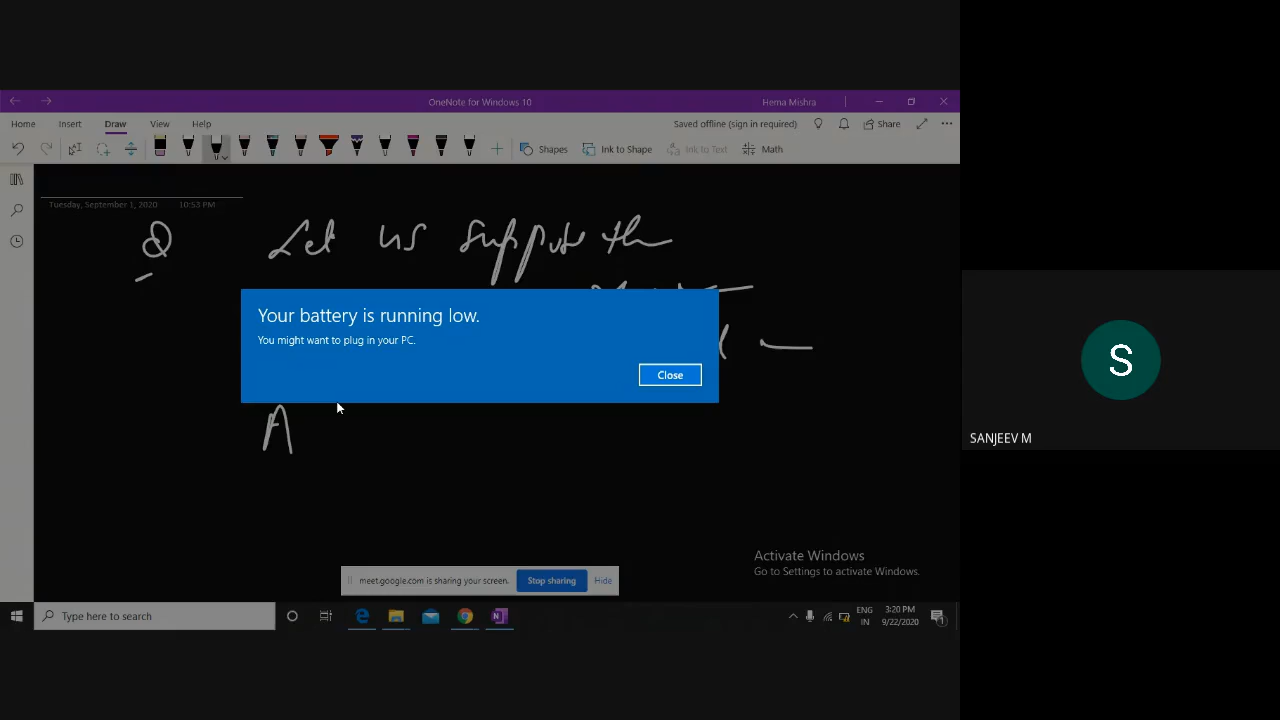 OneNote for Windows 10
Hema Mishra
Home Insert Draw View Help
Saved offline (sign in required)
Share
Shapes
Ink to Shape
Ink to Text
Math
Tuesday, September 1, 2020 10:53 PM
Q Let us suppose the
Your battery is running low.
You might want to plug in your PC.
Close
A
S
SANJEEV M
Activate Windows
Go to Settings to activate Windows.
meet.google.com is sharing your screen.
Stop sharing
Hide
Type here to search
ENG
IN
3:20 PM
9/22/2020
1